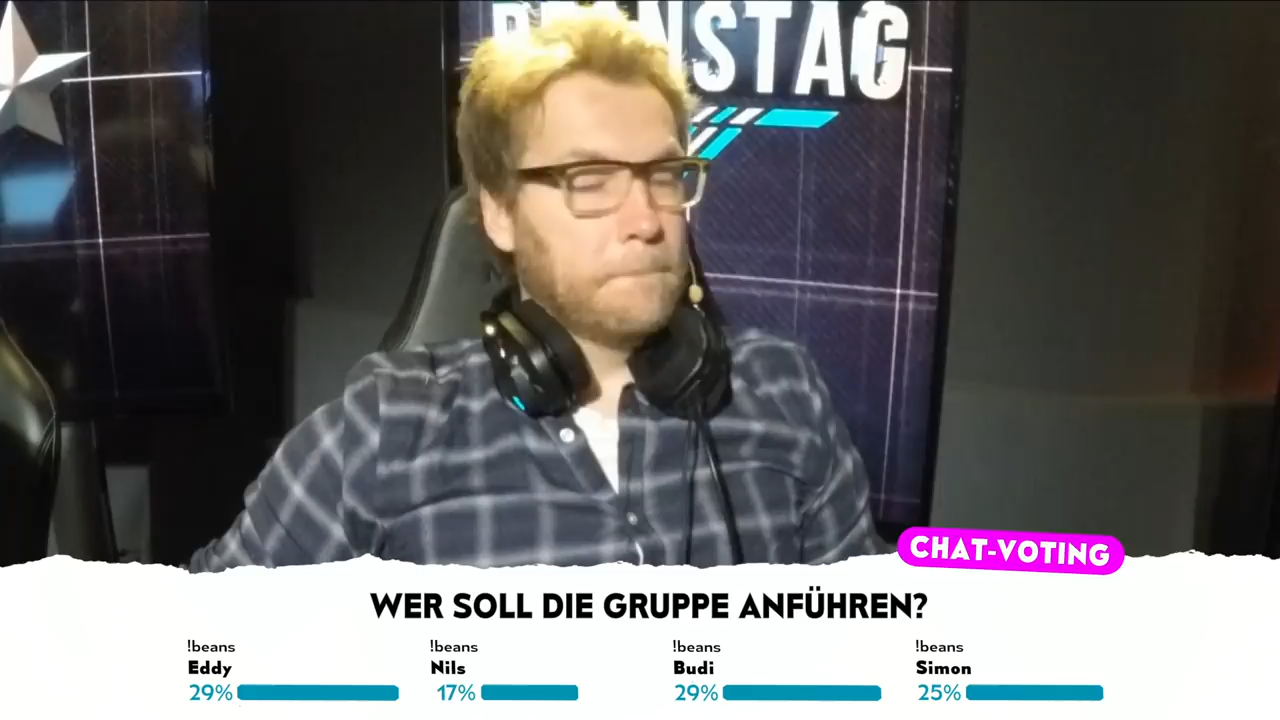 BEANSTAG
CHAT-VOTING
WER SOLL DIE GRUPPE ANFÜHREN?
!beans !beans !beans !beans
Eddy Nils Budi Simon
29% 17% 29% 25%